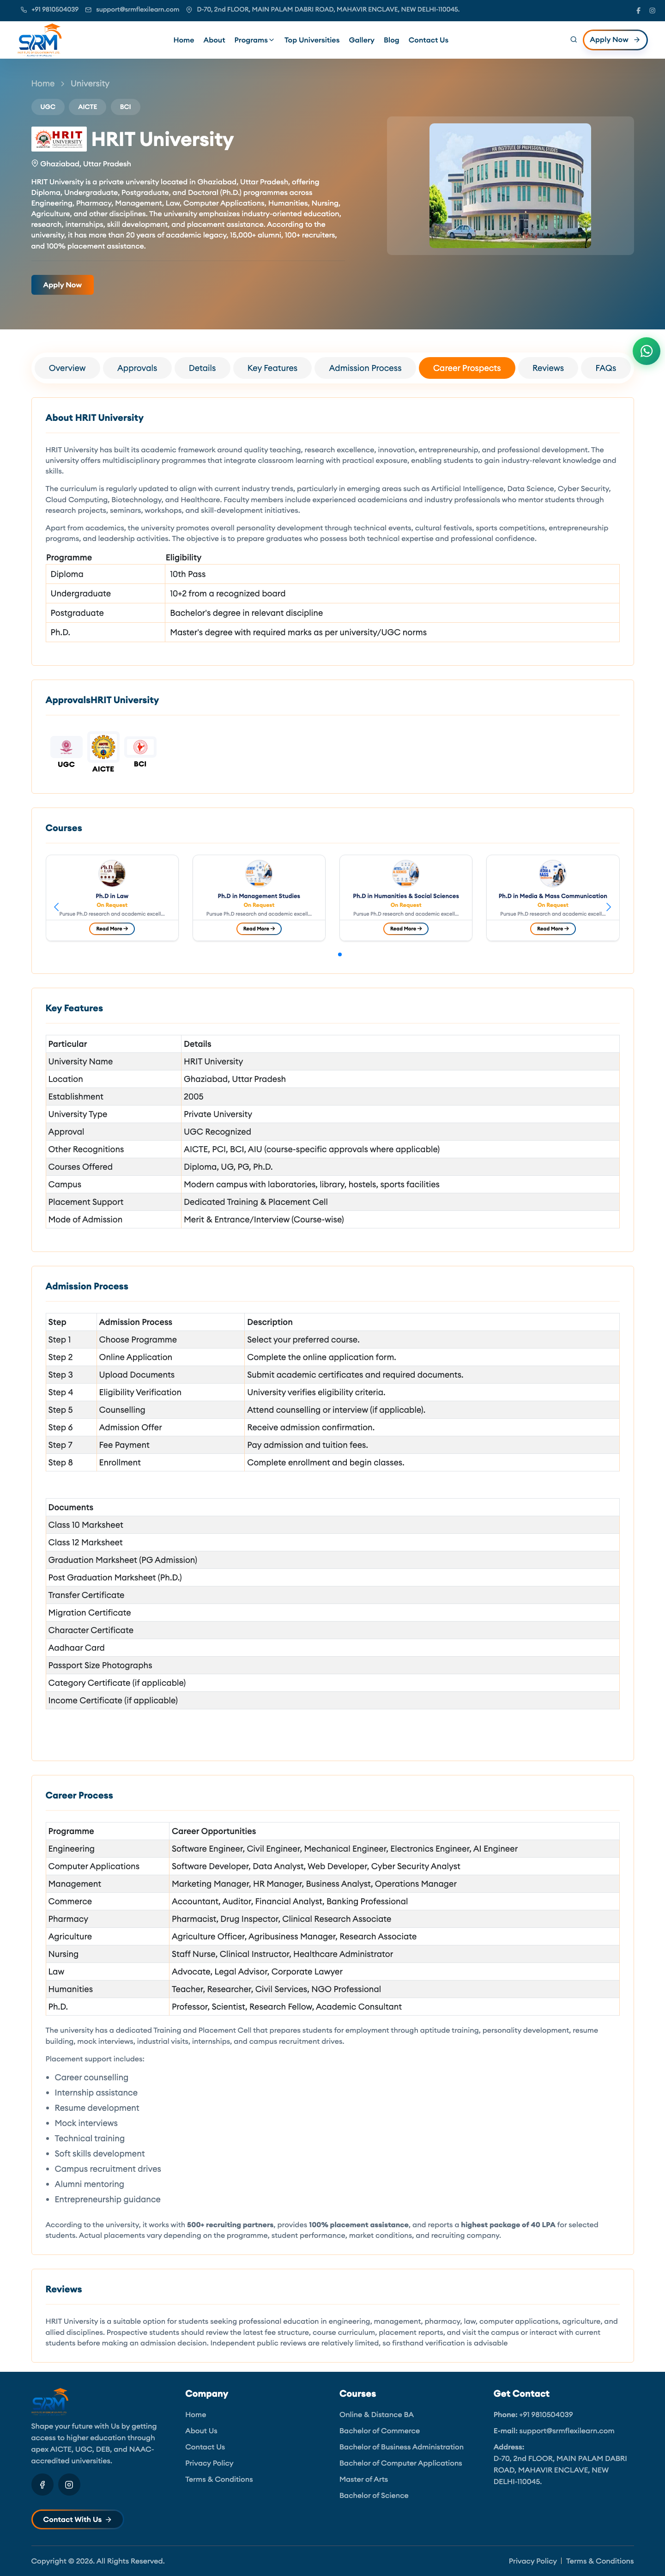 +91 9810504039 support@srmflexilearn.com D-70, 2nd FLOOR, MAIN PALAM DABRI ROAD, MAHAVIR ENCLAVE, NEW DELHI-110045.
SRM
Home About Programs Top Universities Gallery Blog Contact Us
Apply Now
Home > University
UGC AICTE BCI
HRIT UNIVERSITY
HRIT University
Ghaziabad, Uttar Pradesh
HRIT University is a private university located in Ghaziabad, Uttar Pradesh, offering
Diploma, Undergraduate, Postgraduate, and Doctoral (Ph.D.) programmes across
Engineering, Pharmacy, Management, Law, Computer Applications, Humanities, Nursing,
Agriculture, and other disciplines. The university emphasizes industry-oriented education,
research, internships, skill development, and placement assistance. According to the
university, it has more than 20 years of academic legacy, 15,000+ alumni, 100+ recruiters,
and 100% placement assistance.
Apply Now
Overview Approvals Details Key Features Admission Process Career Prospects Reviews FAQs
About HRIT University
HRIT University has built its academic framework around quality teaching, research excellence, innovation, entrepreneurship, and professional development. The
university offers multidisciplinary programmes that integrate classroom learning with practical exposure, enabling students to gain industry-relevant knowledge and
skills.
The curriculum is regularly updated to align with current industry trends, particularly in emerging areas such as Artificial Intelligence, Data Science, Cyber Security,
Cloud Computing, Biotechnology, and Healthcare. Faculty members include experienced academicians and industry professionals who mentor students through
research projects, seminars, workshops, and skill-development initiatives.
Apart from academics, the university promotes overall personality development through technical events, cultural festivals, sports competitions, entrepreneurship
programs, and leadership activities. The objective is to prepare graduates who possess both technical expertise and professional confidence.
Programme Eligibility
Diploma 10th Pass
Undergraduate 10+2 from a recognized board
Postgraduate Bachelor's degree in relevant discipline
Ph.D. Master's degree with required marks as per university/UGC norms
ApprovalsHRIT University
UGC AICTE BCI
Courses
Ph.D in Law Ph.D in Management Studies Ph.D in Humanities & Social Sciences Ph.D in Media & Mass Communication
On Request On Request On Request On Request
Pursue Ph.D research and academic excell... Pursue Ph.D research and academic excell... Pursue Ph.D research and academic excell... Pursue Ph.D research and academic excell...
Read More → Read More → Read More → Read More →
Key Features
Particular Details
University Name HRIT University
Location Ghaziabad, Uttar Pradesh
Establishment 2005
University Type Private University
Approval UGC Recognized
Other Recognitions AICTE, PCI, BCI, AIU (course-specific approvals where applicable)
Courses Offered Diploma, UG, PG, Ph.D.
Campus Modern campus with laboratories, library, hostels, sports facilities
Placement Support Dedicated Training & Placement Cell
Mode of Admission Merit & Entrance/Interview (Course-wise)
Admission Process
Step Admission Process Description
Step 1 Choose Programme Select your preferred course.
Step 2 Online Application Complete the online application form.
Step 3 Upload Documents Submit academic certificates and required documents.
Step 4 Eligibility Verification University verifies eligibility criteria.
Step 5 Counselling Attend counselling or interview (if applicable).
Step 6 Admission Offer Receive admission confirmation.
Step 7 Fee Payment Pay admission and tuition fees.
Step 8 Enrollment Complete enrollment and begin classes.
Documents
Class 10 Marksheet
Class 12 Marksheet
Graduation Marksheet (PG Admission)
Post Graduation Marksheet (Ph.D.)
Transfer Certificate
Migration Certificate
Character Certificate
Aadhaar Card
Passport Size Photographs
Category Certificate (if applicable)
Income Certificate (if applicable)
Career Process
Programme Career Opportunities
Engineering Software Engineer, Civil Engineer, Mechanical Engineer, Electronics Engineer, AI Engineer
Computer Applications Software Developer, Data Analyst, Web Developer, Cyber Security Analyst
Management Marketing Manager, HR Manager, Business Analyst, Operations Manager
Commerce Accountant, Auditor, Financial Analyst, Banking Professional
Pharmacy Pharmacist, Drug Inspector, Clinical Research Associate
Agriculture Agriculture Officer, Agribusiness Manager, Research Associate
Nursing Staff Nurse, Clinical Instructor, Healthcare Administrator
Law Advocate, Legal Advisor, Corporate Lawyer
Humanities Teacher, Researcher, Civil Services, NGO Professional
Ph.D. Professor, Scientist, Research Fellow, Academic Consultant
The university has a dedicated Training and Placement Cell that prepares students for employment through aptitude training, personality development, resume
building, mock interviews, industrial visits, internships, and campus recruitment drives.
Placement support includes:
• Career counselling
• Internship assistance
• Resume development
• Mock interviews
• Technical training
• Soft skills development
• Campus recruitment drives
• Alumni mentoring
• Entrepreneurship guidance
According to the university, it works with 500+ recruiting partners, provides 100% placement assistance, and reports a highest package of 40 LPA for selected
students. Actual placements vary depending on the programme, student performance, market conditions, and recruiting company.
Reviews
HRIT University is a suitable option for students seeking professional education in engineering, management, pharmacy, law, computer applications, agriculture, and
allied disciplines. Prospective students should review the latest fee structure, course curriculum, placement reports, and visit the campus or interact with current
students before making an admission decision. Independent public reviews are relatively limited, so firsthand verification is advisable
SRM
Shape your future with Us by getting
access to higher education through
apex AICTE, UGC, DEB, and NAAC-
accredited universities.
Contact With Us
Company
Home
About Us
Contact Us
Privacy Policy
Terms & Conditions
Courses
Online & Distance BA
Bachelor of Commerce
Bachelor of Business Administration
Bachelor of Computer Applications
Master of Arts
Bachelor of Science
Get Contact
Phone: +91 9810504039
E-mail: support@srmflexilearn.com
Address:
D-70, 2nd FLOOR, MAIN PALAM DABRI
ROAD, MAHAVIR ENCLAVE, NEW
DELHI-110045.
Copyright © 2026. All Rights Reserved.
Privacy Policy | Terms & Conditions